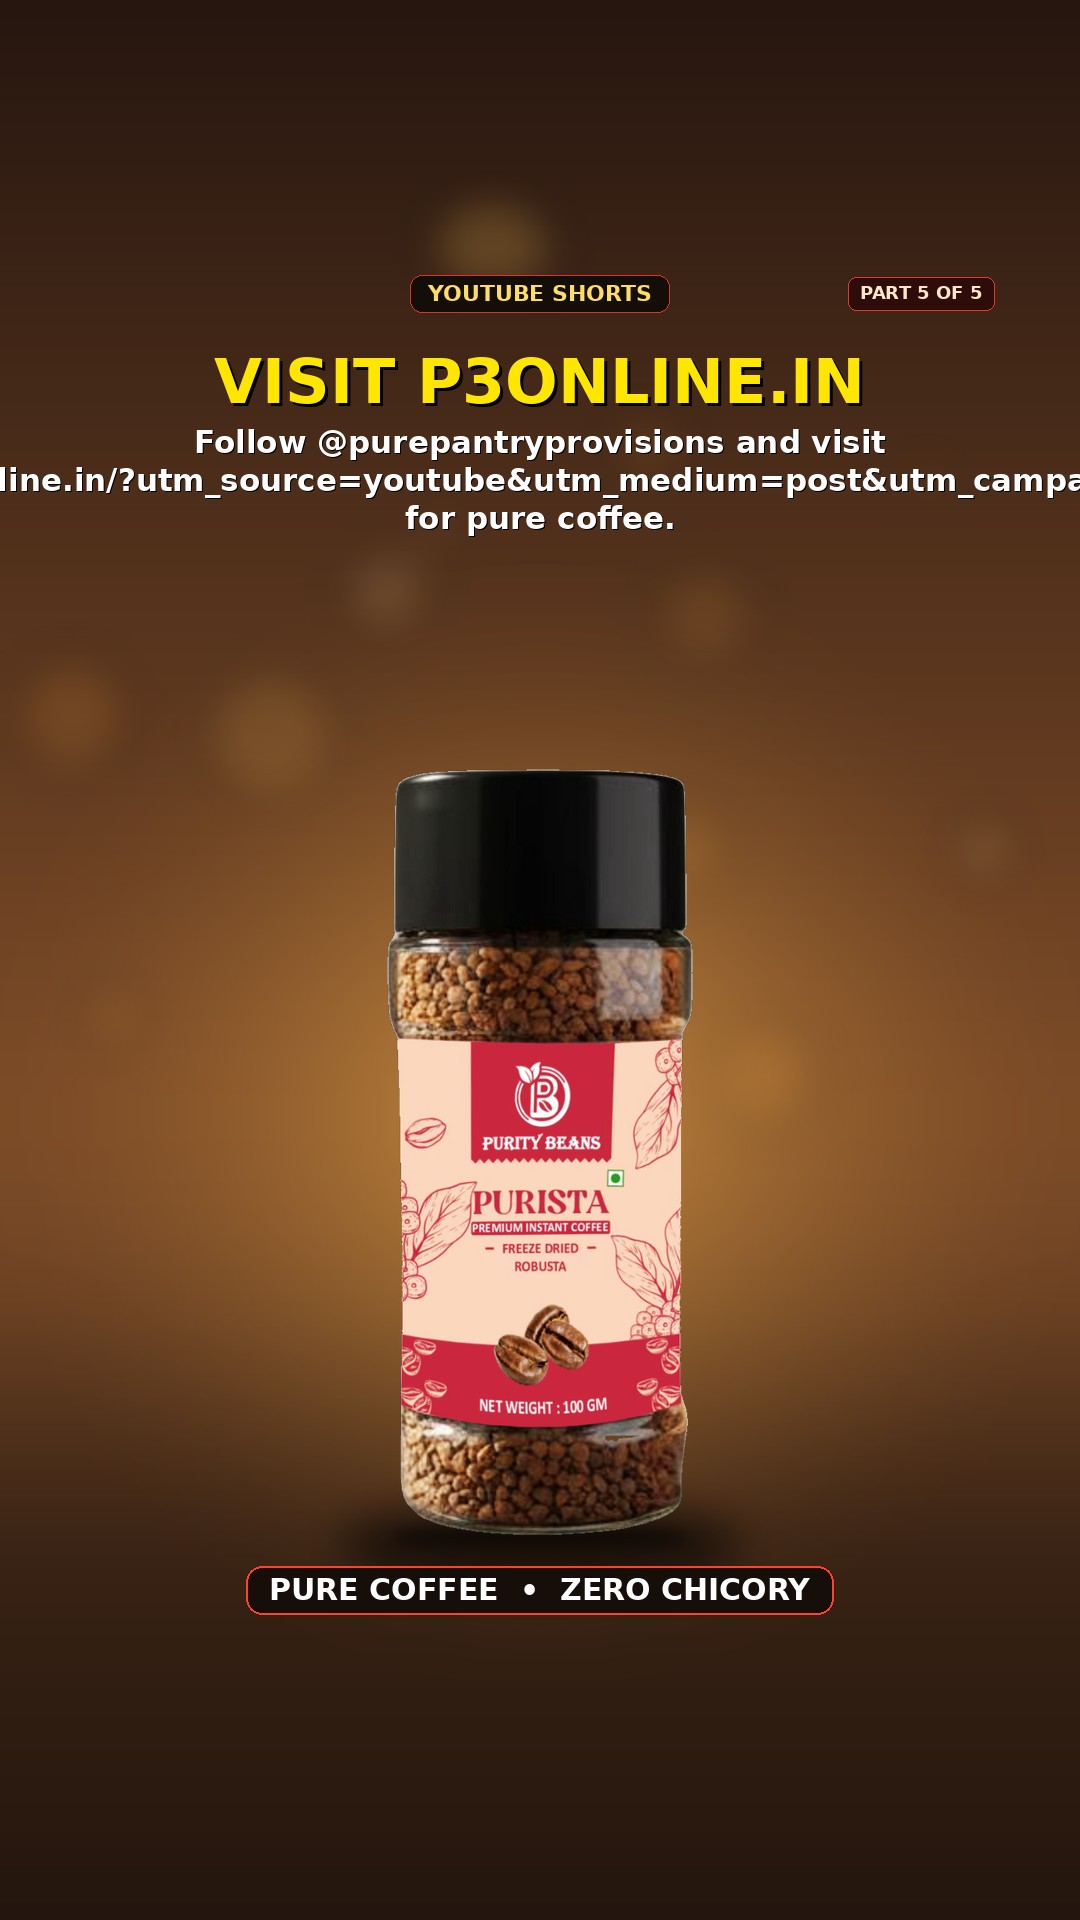 YOUTUBE SHORTS
PART 5 OF 5
VISIT P3ONLINE.IN
Follow @purepantryprovisions and visit
line.in/?utm_source=youtube&utm_medium=post&utm_campa
for pure coffee.
PURITY BEANS
PURISTA
PREMIUM INSTANT COFFEE
– FREEZE DRIED –
ROBUSTA
NET WEIGHT : 100 GM
PURE COFFEE • ZERO CHICORY